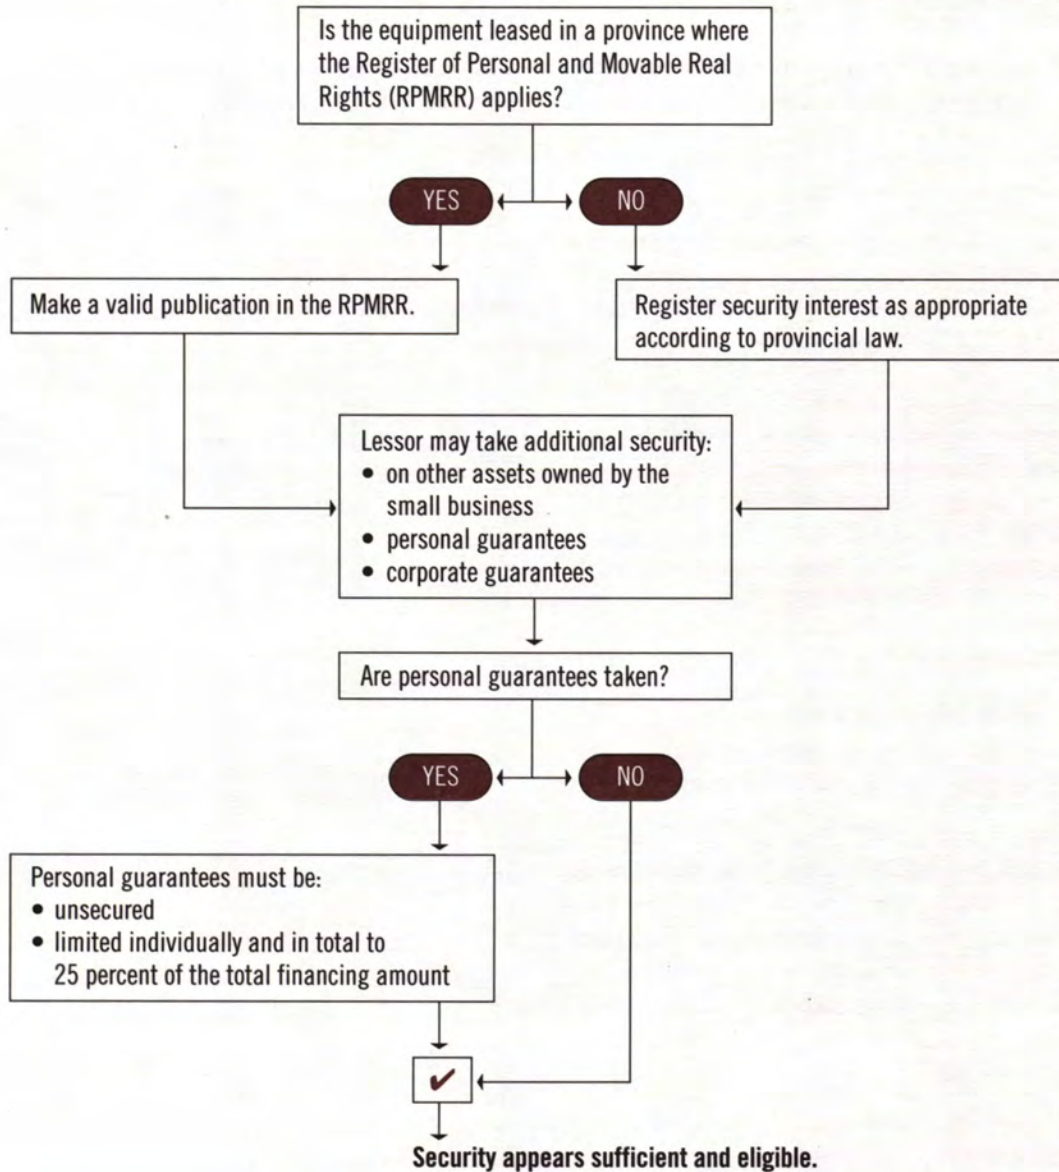 Is the equipment leased in a province where
the Register of Personal and Movable Real
Rights (RPMRR) applies?
YES
NO
Make a valid publication in the RPMRR.
Register security interest as appropriate
according to provincial law.
Lessor may take additional security:
• on other assets owned by the
small business
• personal guarantees
• corporate guarantees
Are personal guarantees taken?
YES
NO
Personal guarantees must be:
• unsecured
• limited individually and in total to
25 percent of the total financing amount
✔
Security appears sufficient and eligible.